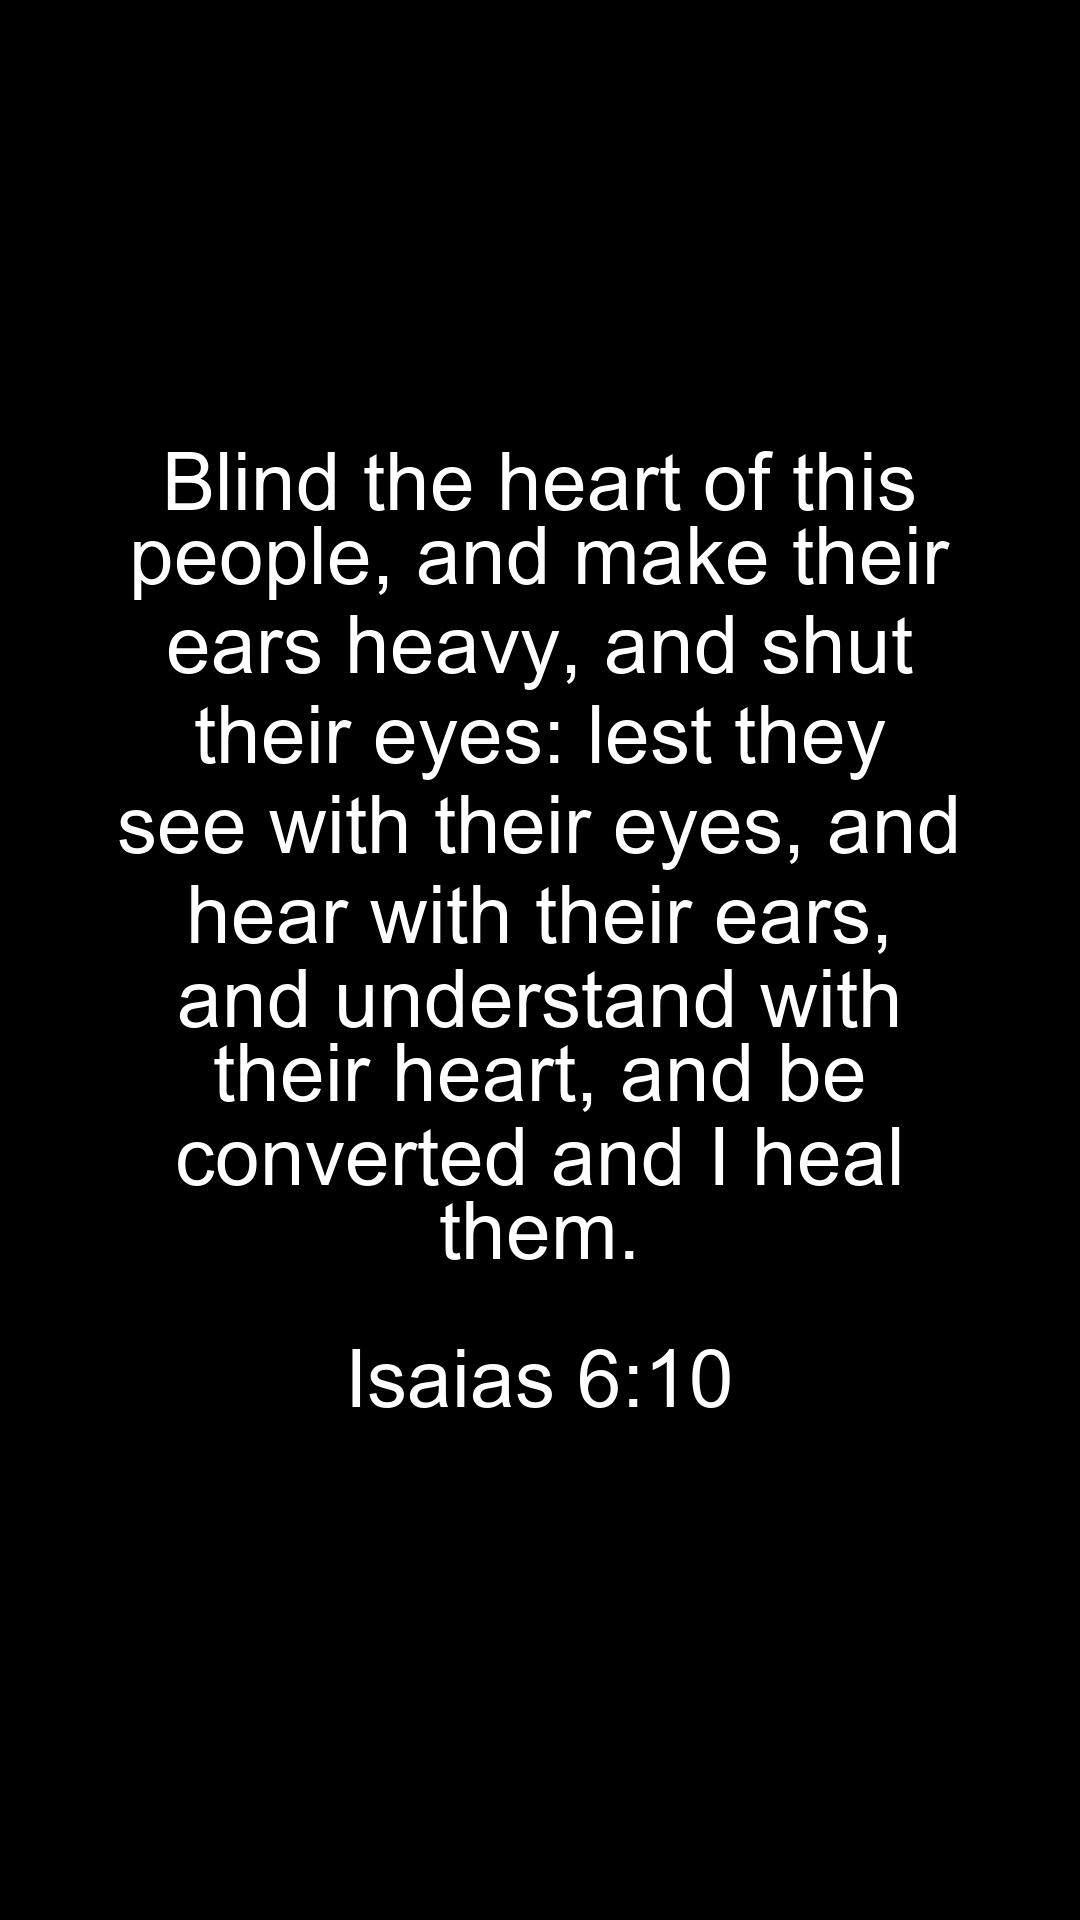 Blind the heart of this
people, and make their
ears heavy, and shut
their eyes: lest they
see with their eyes, and
hear with their ears,
and understand with
their heart, and be
converted and I heal
them.
Isaias 6:10